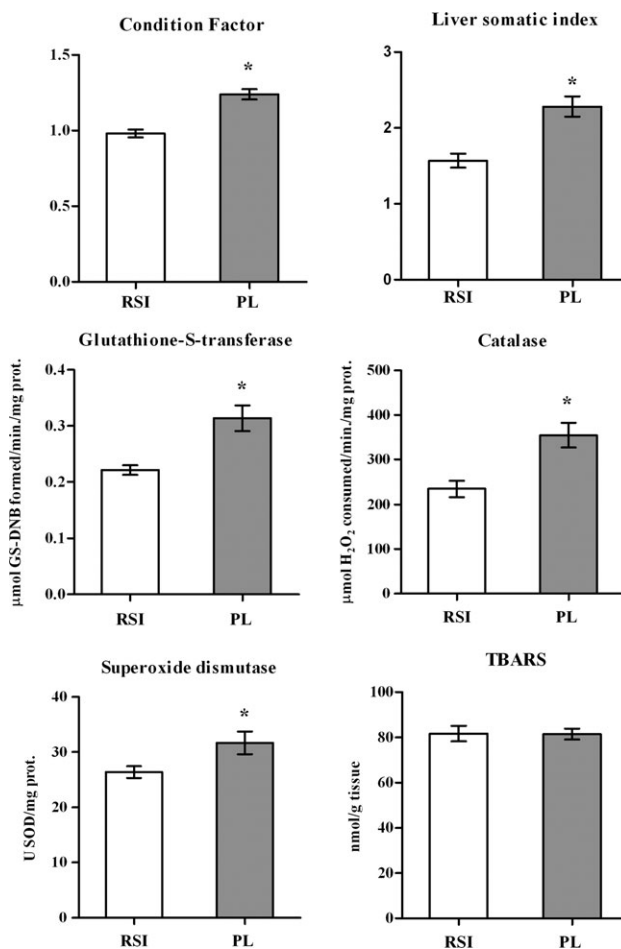 Condition Factor
1.5
1.0
0.5
0.0
*
RSI PL
Liver somatic index
3
2
1
0
*
RSI PL
Glutathione-S-transferase
μmol GS-DNB formed/min./mg prot.
0.4
0.3
0.2
0.1
0.0
*
RSI PL
Catalase
μmol H₂O₂ consumed/min./mg prot.
500
400
300
200
100
0
*
RSI PL
Superoxide dismutase
U SOD/mg prot.
40
30
20
10
0
*
RSI PL
TBARS
nmol/g tissue
100
80
60
40
20
0
RSI PL